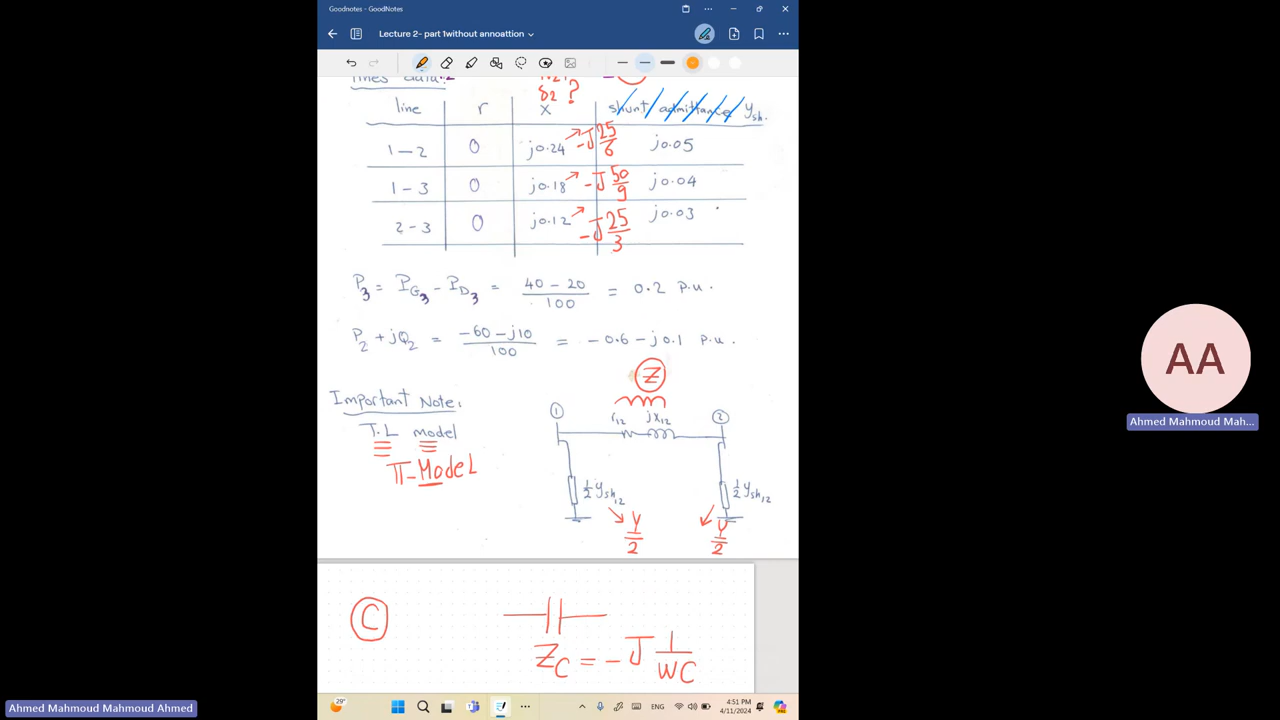 Goodnotes - GoodNotes
Lecture 2- part 1without annoattion
lines data:
δ2 ?
line r X shunt admittance ysh.
1-2 0 j0.24 -J 25/6 j0.05
1-3 0 j0.18 -J 50/9 j0.04
2-3 0 j0.12 -J 25/3 j0.03
P3 = PG3 - PD3 = 40 - 20 / 100 = 0.2 p.u.
P2 + jQ2 = -60 - j10 / 100 = -0.6 - j0.1 p.u.
Z
Important Note:
1 r12 jX12 2
T.L model
π-Model
1/2 ysh12 1/2 ysh12
Y/2 Y/2
C
ZC = -J 1/WC
AA
Ahmed Mahmoud Mah...
Ahmed Mahmoud Mahmoud Ahmed
29°
ENG
4:51 PM
4/11/2024